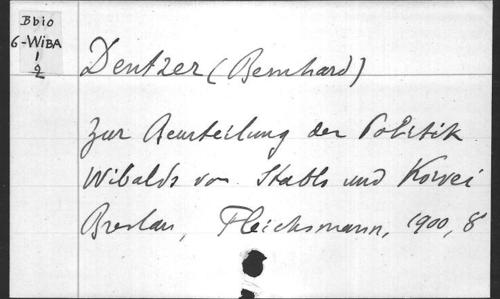 Bbio
6-WIBA
1
2
Dentzer (Bernhard)
Zur Beurteilung der Politik
Wibalds von Stablo und Korvei
Breslau, Fleichsmann, 1900, 8°